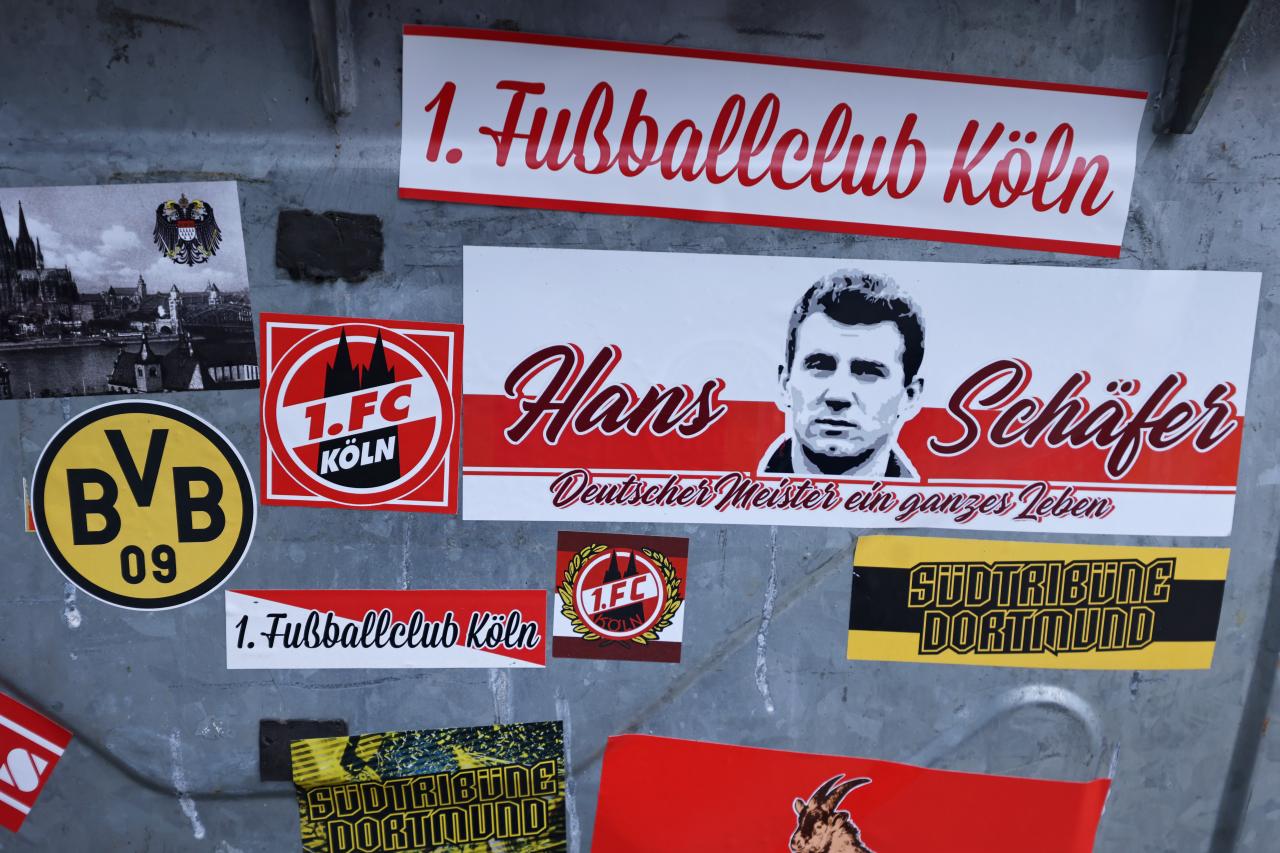 1. Fußballclub Köln
Hans Schäfer
Deutscher Meister ein ganzes Leben
1. FC
KÖLN
BVB
09
1. Fußballclub Köln
1. FC
KÖLN
SÜDTRIBÜNE
DORTMUND
SÜDTRIBÜNE
DORTMUND